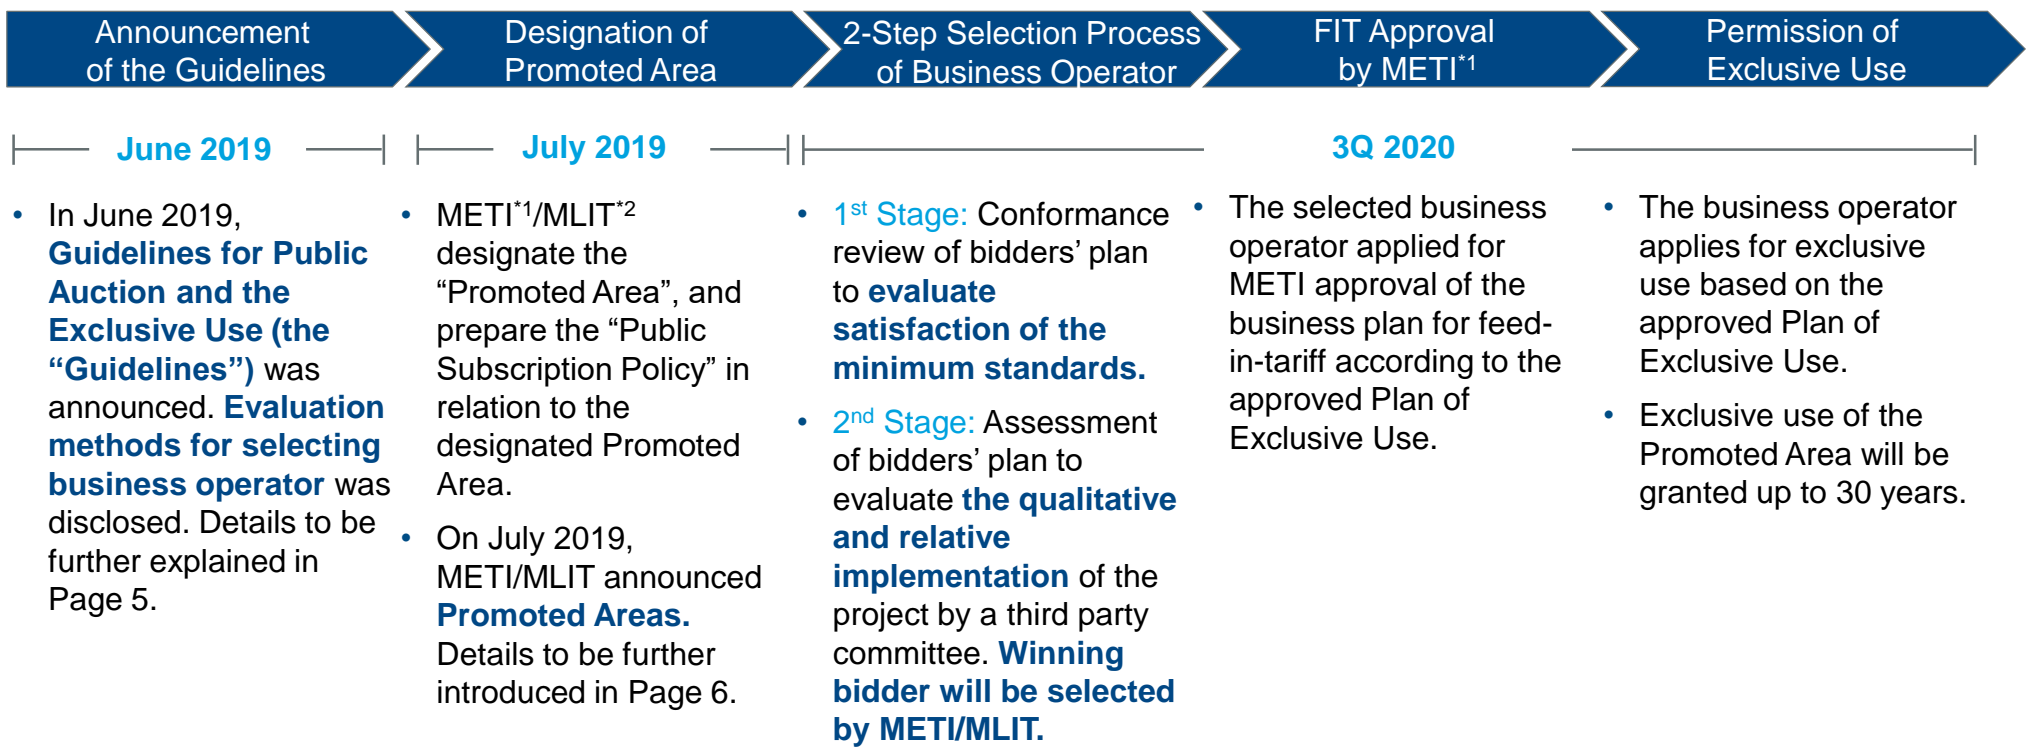 Announcement
of the Guidelines
Designation of
Promoted Area
2-Step Selection Process
of Business Operator
FIT Approval
by METI*1
Permission of
Exclusive Use
June 2019
July 2019
3Q 2020
• In June 2019,
Guidelines for Public
Auction and the
Exclusive Use (the
“Guidelines”) was
announced. Evaluation
methods for selecting
business operator was
disclosed. Details to be
further explained in
Page 5.
• METI*1/MLIT*2
designate the
“Promoted Area”, and
prepare the “Public
Subscription Policy” in
relation to the
designated Promoted
Area.
• On July 2019,
METI/MLIT announced
Promoted Areas.
Details to be further
introduced in Page 6.
• 1st Stage: Conformance
review of bidders’ plan
to evaluate
satisfaction of the
minimum standards.
• 2nd Stage: Assessment
of bidders’ plan to
evaluate the qualitative
and relative
implementation of the
project by a third party
committee. Winning
bidder will be selected
by METI/MLIT.
• The selected business
operator applied for
METI approval of the
business plan for feed-
in-tariff according to the
approved Plan of
Exclusive Use.
• The business operator
applies for exclusive
use based on the
approved Plan of
Exclusive Use.
• Exclusive use of the
Promoted Area will be
granted up to 30 years.